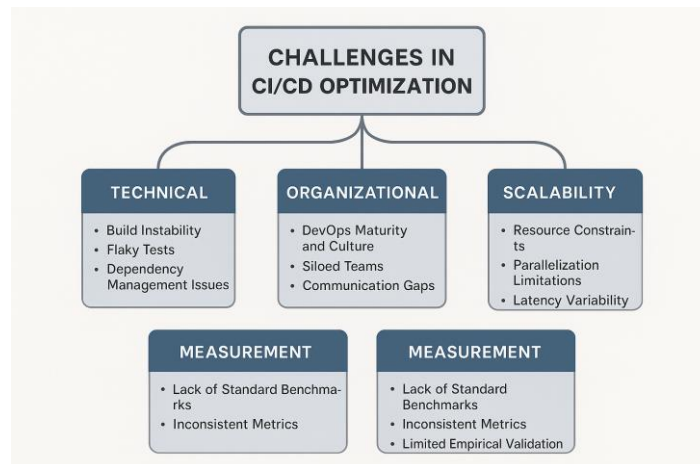 CHALLENGES IN
CI/CD OPTIMIZATION
TECHNICAL
• Build Instability
• Flaky Tests
• Dependency
Management Issues
ORGANIZATIONAL
• DevOps Maturity
and Culture
• Siloed Teams
• Communication Gaps
SCALABILITY
• Resource Constrain-
ts
• Parallelization
Limitations
• Latency Variability
MEASUREMENT
• Lack of Standard Benchma-
rks
• Inconsistent Metrics
MEASUREMENT
• Lack of Standard
Benchmarks
• Inconsistent Metrics
• Limited Empirical Validation